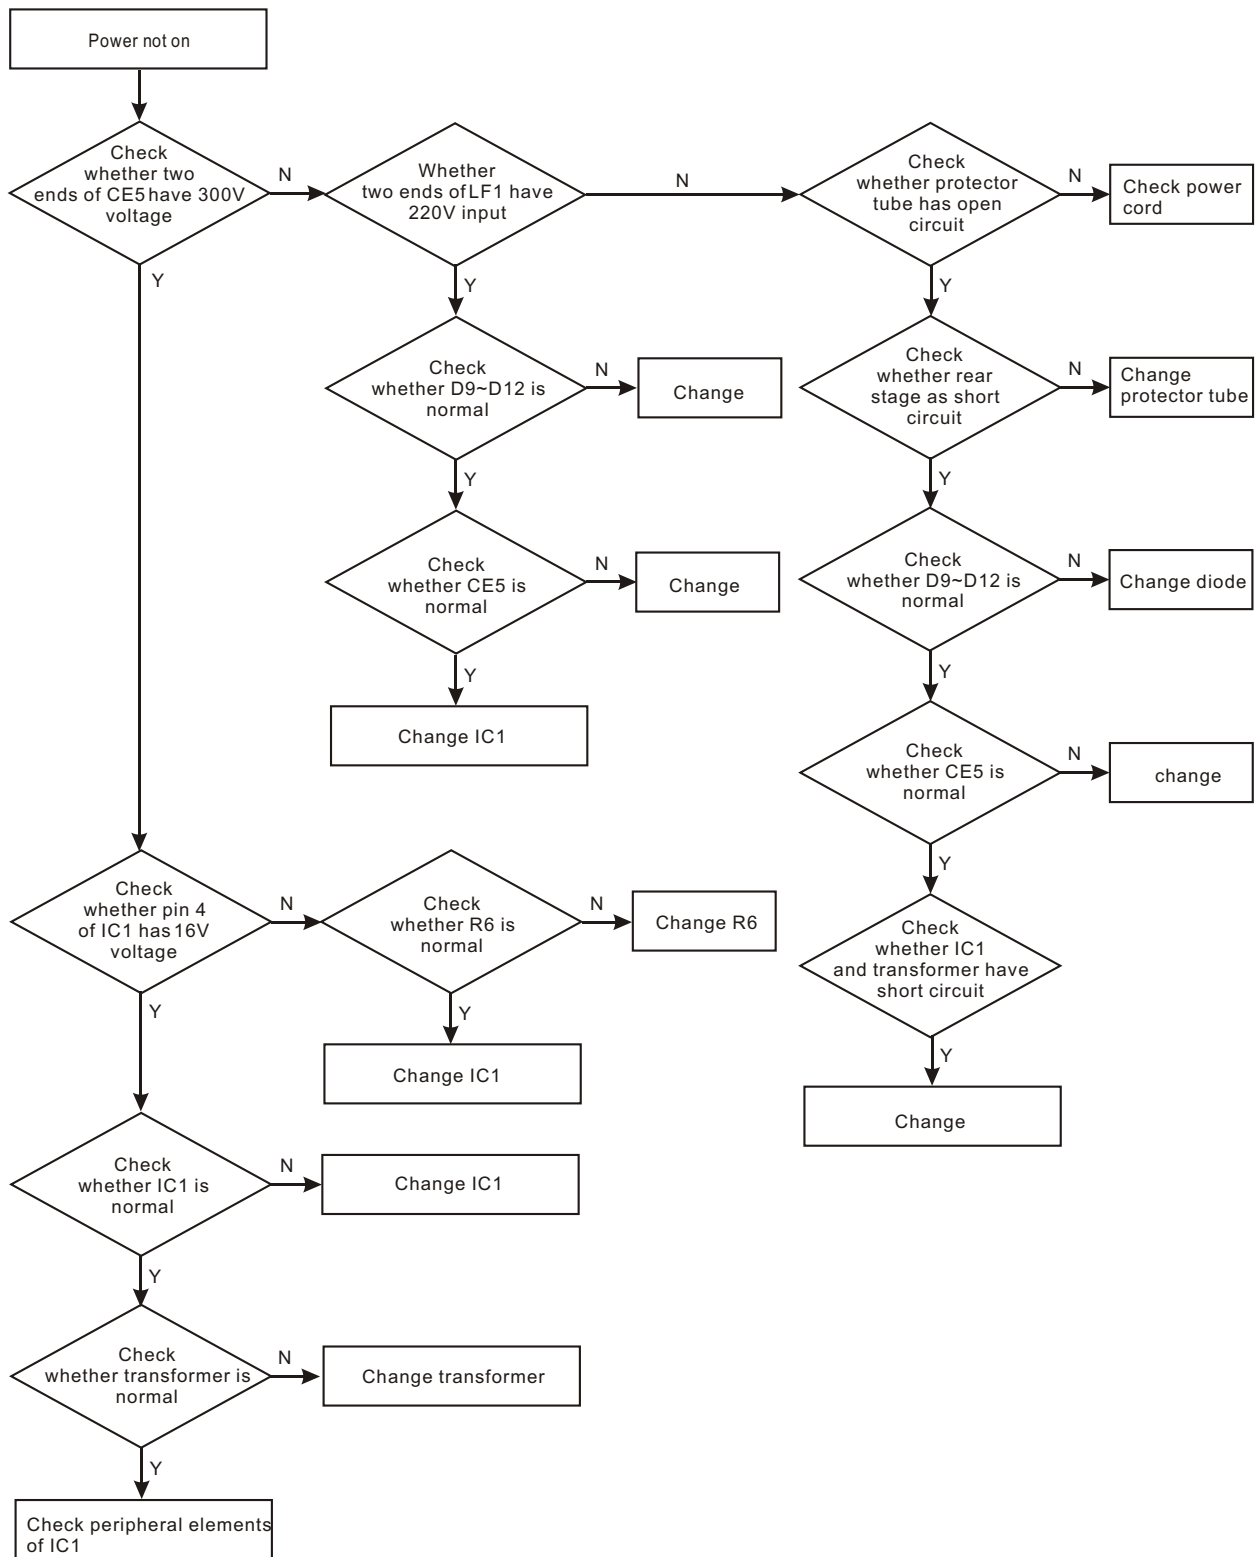 Power not on
Check
whether two
ends of CE5 have 300V
voltage
N
Y
Whether
two ends of LF1 have
220V input
N
Y
Check
whether protector
tube has open
circuit
N
Y
Check power
cord
Check
whether D9~D12 is
normal
N
Y
Change
Check
whether rear
stage as short
circuit
N
Y
Change
protector tube
Check
whether CE5 is
normal
N
Y
Change
Change IC1
Check
whether D9~D12 is
normal
N
Y
Change diode
Check
whether CE5 is
normal
N
Y
change
Check
whether IC1
and transformer have
short circuit
Y
Change
Check
whether pin 4
of IC1 has 16V
voltage
N
Y
Check
whether R6 is
normal
N
Y
Change R6
Change IC1
Check
whether IC1 is
normal
N
Y
Change IC1
Check
whether transformer is
normal
N
Y
Change transformer
Check peripheral elements
of IC1